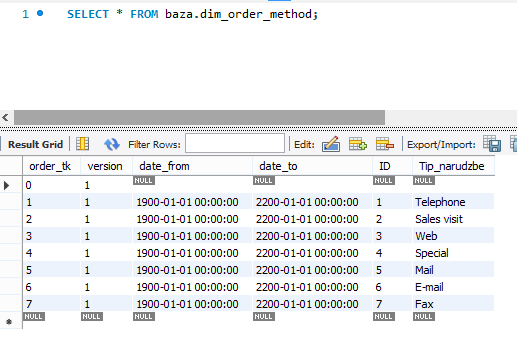 1 SELECT * FROM baza.dim_order_method;
Result Grid Filter Rows: Edit: Export/Import:
order_tk version date_from date_to ID Tip_narudzbe
0 1 NULL NULL NULL NULL
1 1 1900-01-01 00:00:00 2200-01-01 00:00:00 1 Telephone
2 1 1900-01-01 00:00:00 2200-01-01 00:00:00 2 Sales visit
3 1 1900-01-01 00:00:00 2200-01-01 00:00:00 3 Web
4 1 1900-01-01 00:00:00 2200-01-01 00:00:00 4 Special
5 1 1900-01-01 00:00:00 2200-01-01 00:00:00 5 Mail
6 1 1900-01-01 00:00:00 2200-01-01 00:00:00 6 E-mail
7 1 1900-01-01 00:00:00 2200-01-01 00:00:00 7 Fax
NULL NULL NULL NULL NULL NULL